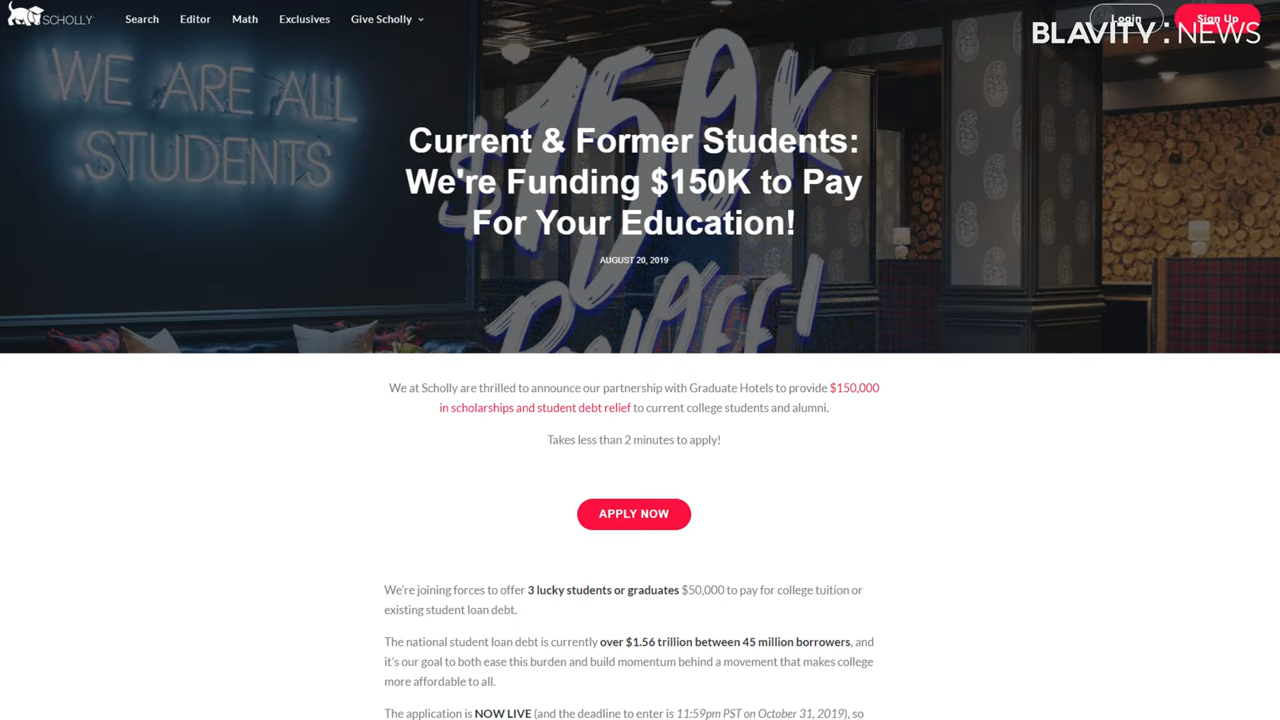 SCHOLLY
Search Editor Math Exclusives Give Scholly
Login Sign Up
BLAVITY: NEWS
WE ARE ALL
STUDENTS
$150K
Payoff!
Current & Former Students:
We're Funding $150K to Pay
For Your Education!
AUGUST 20, 2019
We at Scholly are thrilled to announce our partnership with Graduate Hotels to provide $150,000
in scholarships and student debt relief to current college students and alumni.
Takes less than 2 minutes to apply!
APPLY NOW
We're joining forces to offer 3 lucky students or graduates $50,000 to pay for college tuition or
existing student loan debt.
The national student loan debt is currently over $1.56 trillion between 45 million borrowers, and
it's our goal to both ease this burden and build momentum behind a movement that makes college
more affordable to all.
The application is NOW LIVE (and the deadline to enter is 11:59pm PST on October 31, 2019), so